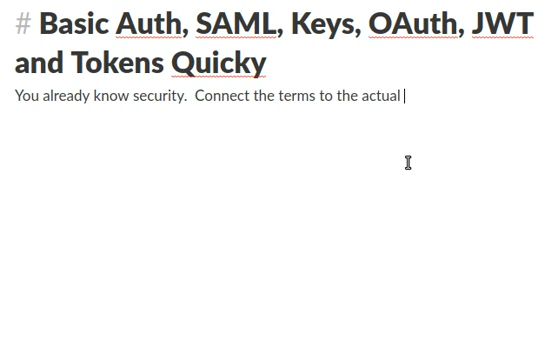 # Basic Auth, SAML, Keys, OAuth, JWT
and Tokens Quicky
You already know security.  Connect the terms to the actual